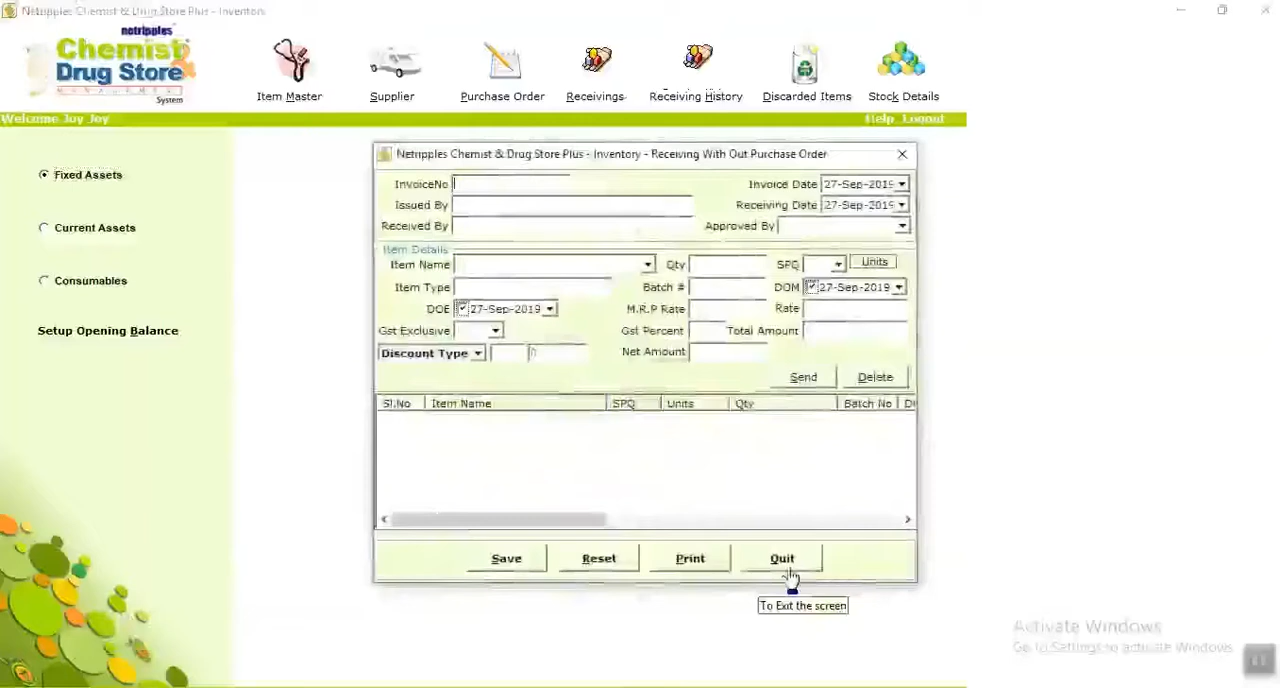 Netripples Chemist & Drug Store Plus - Inventory
netripples
Chemist &
Drug Store
MANAGEMENT
System
Item Master
Supplier
Purchase Order
Receivings
Receiving History
Discarded Items
Stock Details
Welcome Joy Joy
Help Logout
Fixed Assets
Current Assets
Consumables
Setup Opening Balance
Netripples Chemist & Drug Store Plus - Inventory - Receiving With Out Purchase Order
InvoiceNo
Invoice Date 27-Sep-2019
Issued By
Receiving Date 27-Sep-2019
Received By
Approved By
Item Details
Item Name
Qty
SPQ
Units
Item Type
Batch #
DOM 27-Sep-2019
DOE 27-Sep-2019
M.R.P Rate
Rate
Gst Exclusive
Gst Percent
Total Amount
Discount Type
0
Net Amount
Send
Delete
Sl.No Item Name SPQ Units Qty Batch No
Save
Reset
Print
Quit
To Exit the screen
Activate Windows
Go to Settings to activate Windows.